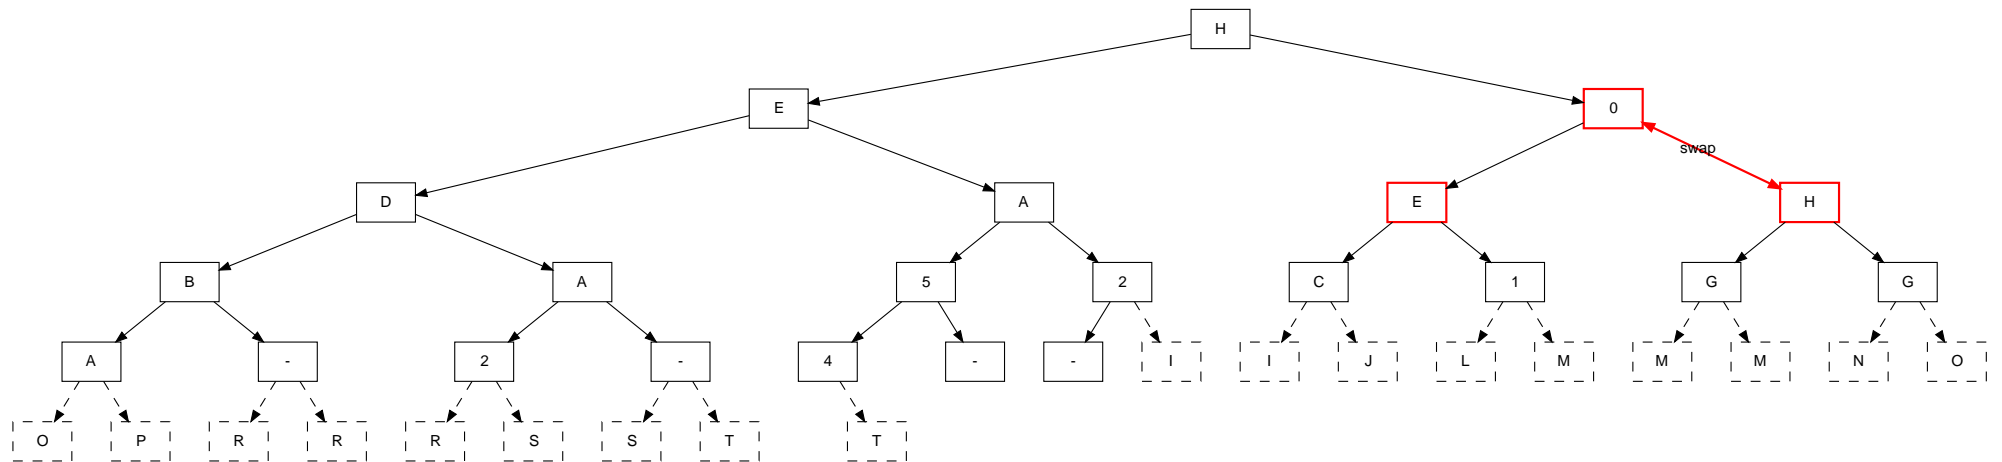 H
E 0
swap
D A E H
B A 5 2 C 1 G G
A - 2 - 4 - - I I J L M M M N O
O P R R R S S T T